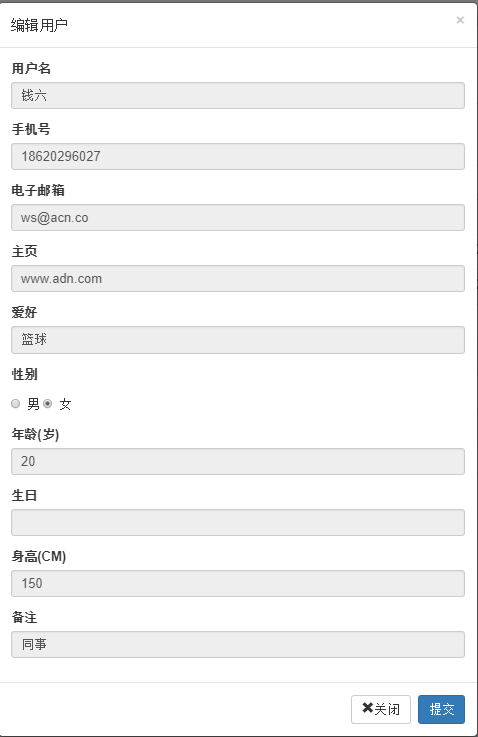 编辑用户
×
用户名
钱六
手机号
18620296027
电子邮箱
ws@acn.co
主页
www.adn.com
爱好
篮球
性别
男 女
年龄(岁)
20
生日
身高(CM)
150
备注
同事
✖关闭 提交